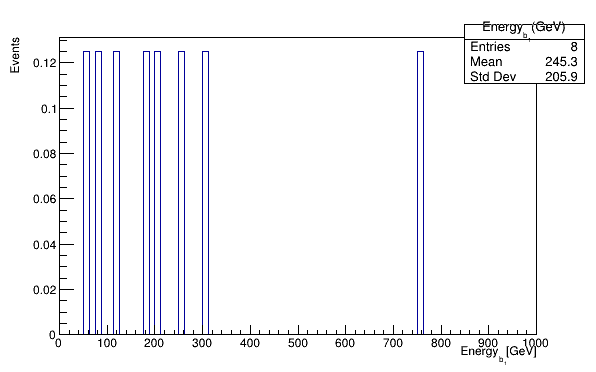 Energy_b₁(GeV)
Entries 8
Mean 245.3
Std Dev 205.9
Events
0.12
0.1
0.08
0.06
0.04
0.02
0
0 100 200 300 400 500 600 700 800 900 1000
Energy_b₁[GeV]